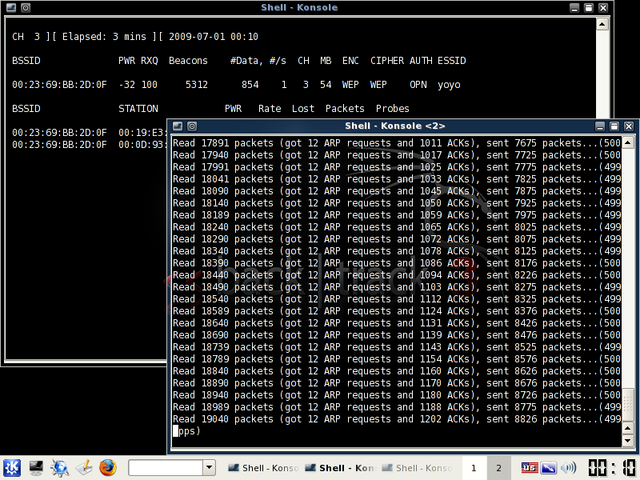 Shell - Konsole
CH 3 ][ Elapsed: 3 mins ][ 2009-07-01 00:10
BSSID PWR RXQ Beacons #Data, #/s CH MB ENC CIPHER AUTH ESSID
00:23:69:BB:2D:0F -32 100 5312 854 1 3 54 WEP WEP OPN yoyo
BSSID STATION PWR Rate Lost Packets Probes
00:23:69:BB:2D:0F 00:19:E3:
00:23:69:BB:2D:0F 00:0D:93:
Shell - Konsole <2>
Read 17891 packets (got 12 ARP requests and 1011 ACKs), sent 7675 packets...(500
Read 17940 packets (got 12 ARP requests and 1017 ACKs), sent 7725 packets...(500
Read 17991 packets (got 12 ARP requests and 1025 ACKs), sent 7775 packets...(499
Read 18041 packets (got 12 ARP requests and 1033 ACKs), sent 7825 packets...(499
Read 18090 packets (got 12 ARP requests and 1045 ACKs), sent 7875 packets...(499
Read 18140 packets (got 12 ARP requests and 1050 ACKs), sent 7925 packets...(499
Read 18189 packets (got 12 ARP requests and 1059 ACKs), sent 7975 packets...(499
Read 18240 packets (got 12 ARP requests and 1065 ACKs), sent 8025 packets...(499
Read 18290 packets (got 12 ARP requests and 1072 ACKs), sent 8075 packets...(499
Read 18340 packets (got 12 ARP requests and 1078 ACKs), sent 8125 packets...(499
Read 18390 packets (got 12 ARP requests and 1086 ACKs), sent 8176 packets...(500
Read 18440 packets (got 12 ARP requests and 1094 ACKs), sent 8226 packets...(500
Read 18490 packets (got 12 ARP requests and 1103 ACKs), sent 8275 packets...(499
Read 18540 packets (got 12 ARP requests and 1112 ACKs), sent 8325 packets...(499
Read 18589 packets (got 12 ARP requests and 1124 ACKs), sent 8376 packets...(500
Read 18640 packets (got 12 ARP requests and 1131 ACKs), sent 8426 packets...(500
Read 18690 packets (got 12 ARP requests and 1139 ACKs), sent 8476 packets...(500
Read 18739 packets (got 12 ARP requests and 1143 ACKs), sent 8525 packets...(499
Read 18789 packets (got 12 ARP requests and 1154 ACKs), sent 8576 packets...(500
Read 18840 packets (got 12 ARP requests and 1160 ACKs), sent 8626 packets...(500
Read 18890 packets (got 12 ARP requests and 1170 ACKs), sent 8676 packets...(500
Read 18940 packets (got 12 ARP requests and 1180 ACKs), sent 8726 packets...(500
Read 18989 packets (got 12 ARP requests and 1188 ACKs), sent 8775 packets...(499
Read 19040 packets (got 12 ARP requests and 1202 ACKs), sent 8826 packets...(499
pps)
back | track
Shell - Konso Shell - Kon Shell - Konso 1 2 us 00:10